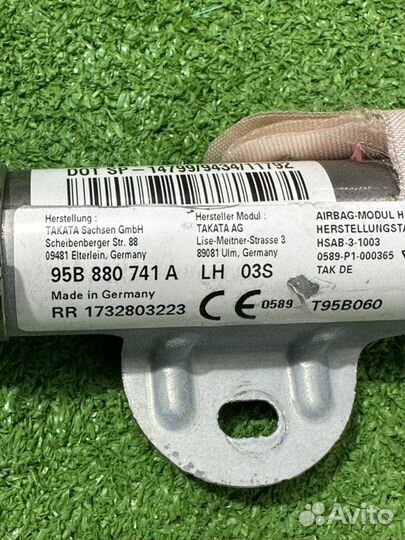 DOT SP - 14799/9434/11792
Herstellung :
TAKATA Sachsen GmbH
Scheibenberger Str. 88
09481 Elterlein, Germany
Hersteller Modul :
TAKATA AG
Lise-Meitner-Strasse 3
89081 Ulm, Germany
AIRBAG-MODUL H
HERSTELLUNGSTA
HSAB-3-1003
0589-P1-000365
TAK DE
95B 880 741 A LH 03S
Made in Germany
RR 1732803223
CE 0589
T95B060
Avito